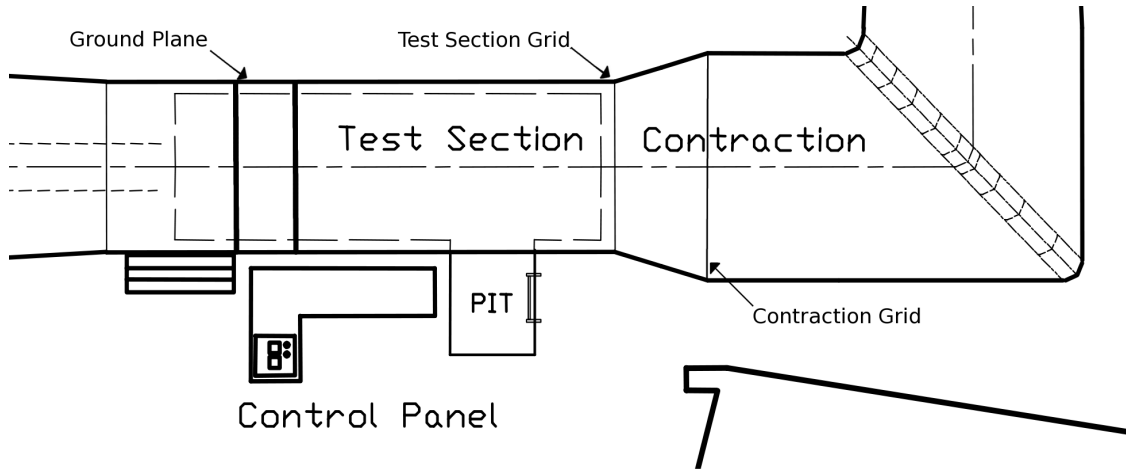 Ground Plane
Test Section Grid
Test Section
Contraction
PIT
Contraction Grid
Control Panel